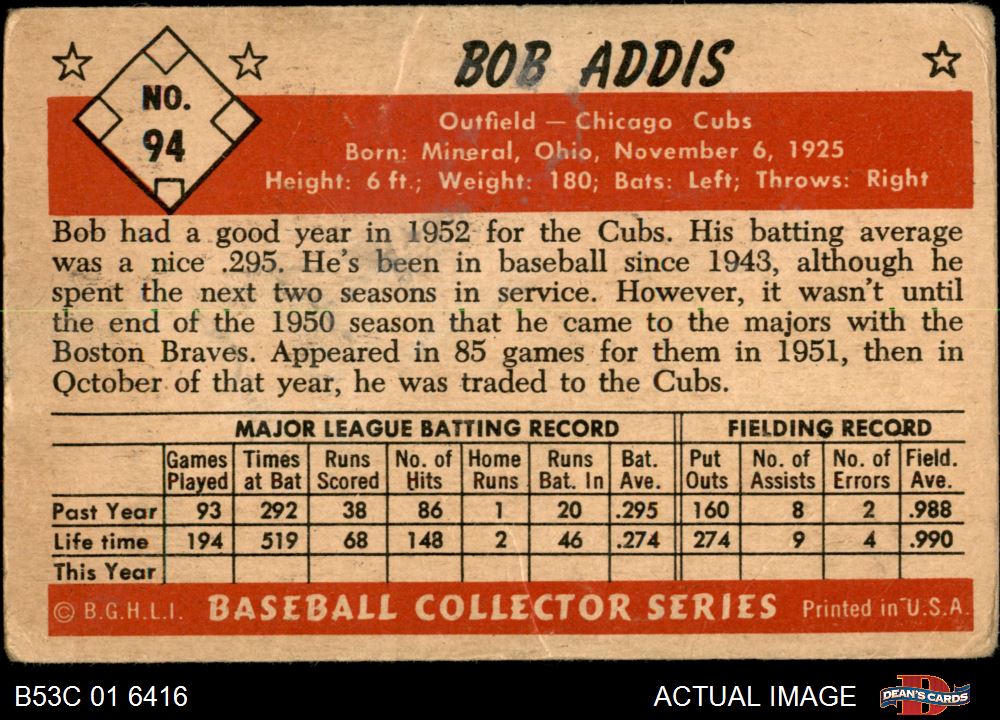 BOB ADDIS
NO.
94
Outfield — Chicago Cubs
Born: Mineral, Ohio, November 6, 1925
Height: 6 ft.; Weight: 180; Bats: Left; Throws: Right
Bob had a good year in 1952 for the Cubs. His batting average
was a nice .295. He's been in baseball since 1943, although he
spent the next two seasons in service. However, it wasn't until
the end of the 1950 season that he came to the majors with the
Boston Braves. Appeared in 85 games for them in 1951, then in
October of that year, he was traded to the Cubs.
MAJOR LEAGUE BATTING RECORD FIELDING RECORD
Games Times Runs No. of Home Runs Bat. Put No. of No. of Field.
Played at Bat Scored Hits Runs Bat. In Ave. Outs Assists Errors Ave.
Past Year 93 292 38 86 1 20 .295 160 8 2 .988
Life time 194 519 68 148 2 46 .274 274 9 4 .990
This Year
© B.G.H.L.I. BASEBALL COLLECTOR SERIES Printed in U.S.A.
B53C 01 6416 ACTUAL IMAGE DEAN'S CARDS